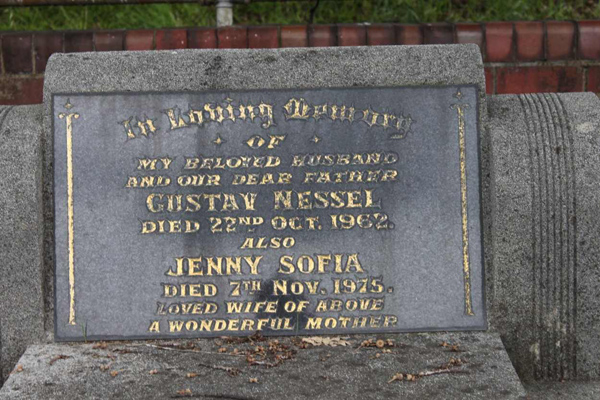 In Loving Memory
OF
MY BELOVED HUSBAND
AND OUR DEAR FATHER
GUSTAV NESSEL
DIED 22ND OCT. 1962.
ALSO
JENNY SOFIA
DIED 7TH NOV. 1975.
LOVED WIFE OF ABOVE
A WONDERFUL MOTHER